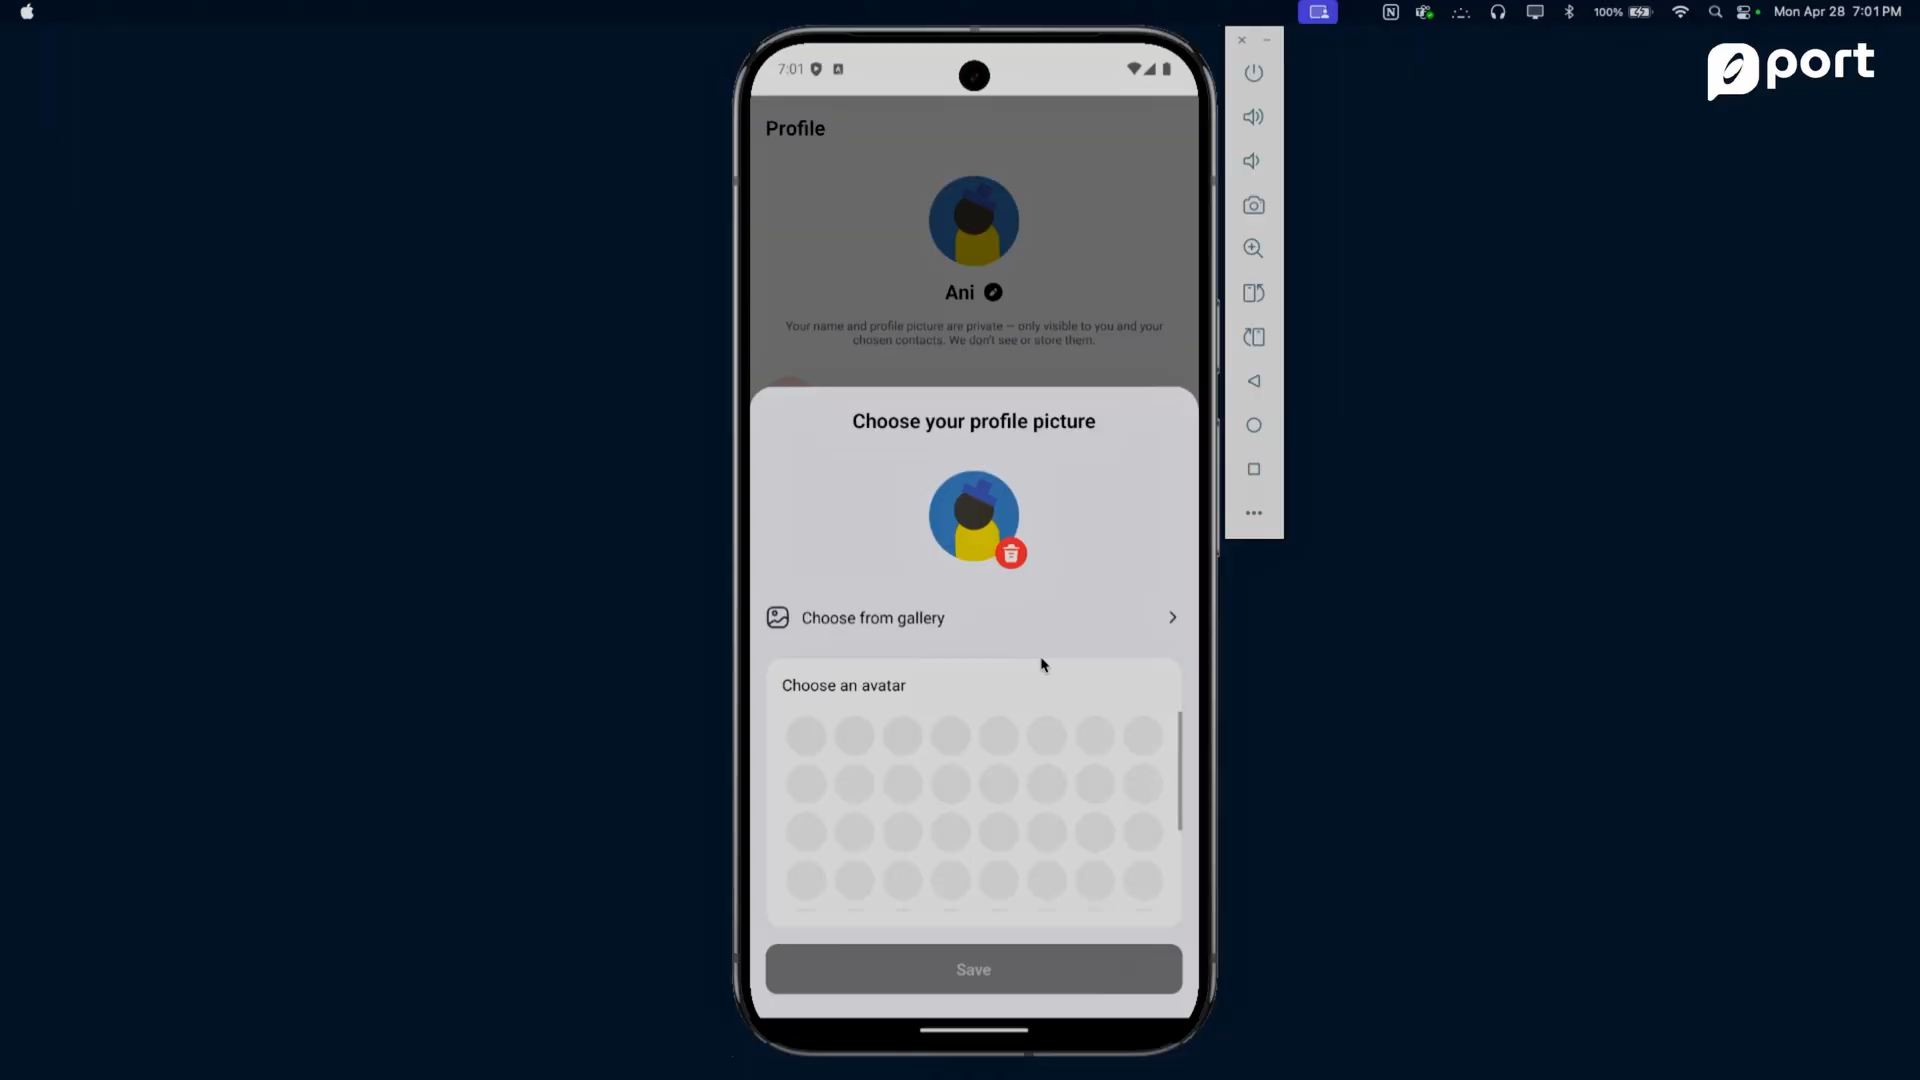 100%
Mon Apr 28 7:01 PM
port
7:01
Profile
Ani
Your name and profile picture are private — only visible to you and your
chosen contacts. We don't see or store them.
Choose your profile picture
Choose from gallery
Choose an avatar
Save